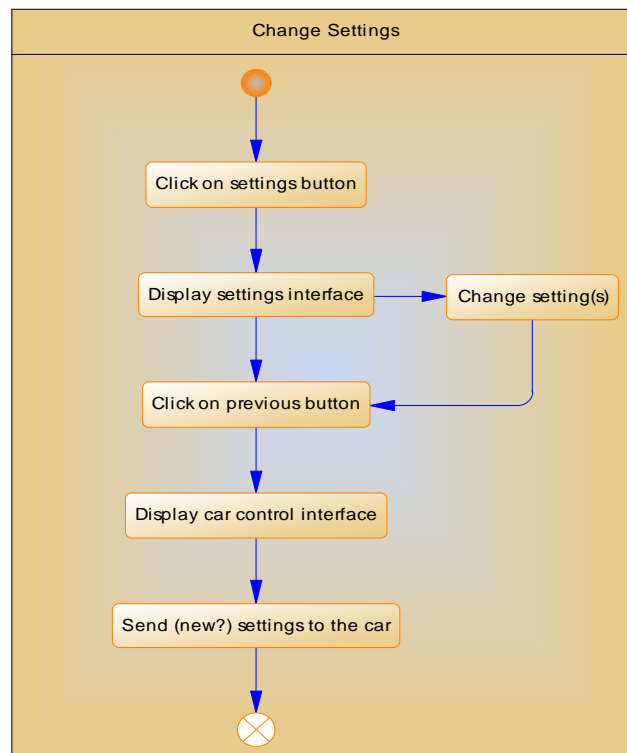 Change Settings
Click on settings button
Display settings interface
Change setting(s)
Click on previous button
Display car control interface
Send (new?) settings to the car